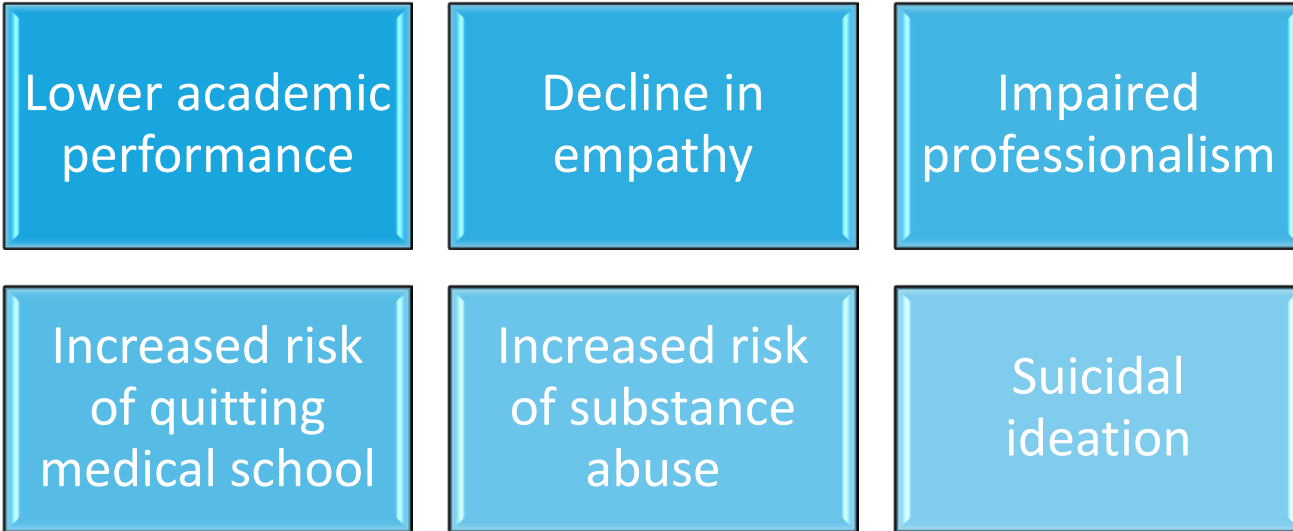 Lower academic
performance
Decline in
empathy
Impaired
professionalism
Increased risk
of quitting
medical school
Increased risk
of substance
abuse
Suicidal
ideation